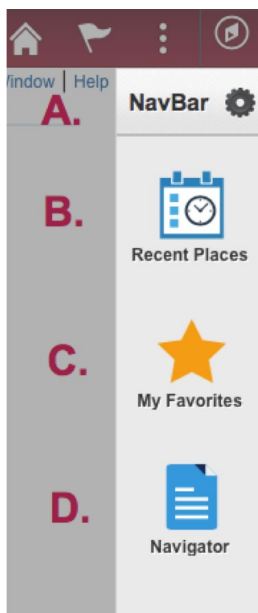 Window | Help
A. NavBar
B.
Recent Places
C.
My Favorites
D.
Navigator